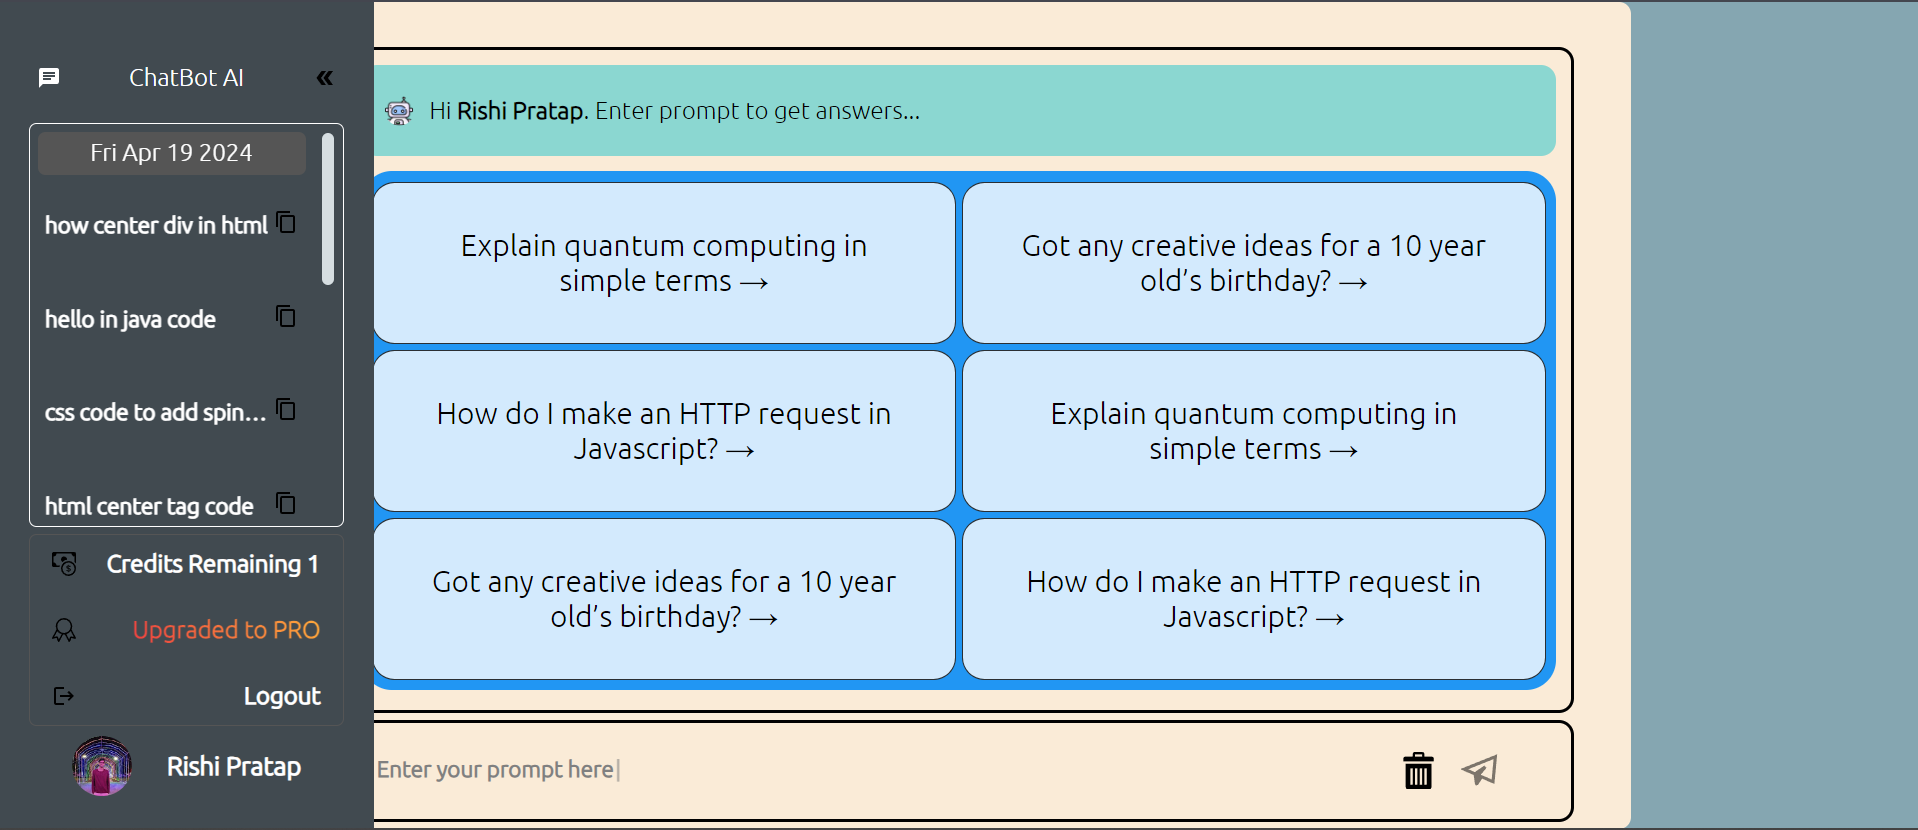 ChatBot AI
Fri Apr 19 2024
how center div in html
hello in java code
css code to add spin...
html center tag code
Credits Remaining 1
Upgraded to PRO
Logout
Rishi Pratap
Hi Rishi Pratap. Enter prompt to get answers...
Explain quantum computing in
simple terms →
Got any creative ideas for a 10 year
old’s birthday? →
How do I make an HTTP request in
Javascript? →
Explain quantum computing in
simple terms →
Got any creative ideas for a 10 year
old’s birthday? →
How do I make an HTTP request in
Javascript? →
Enter your prompt here|